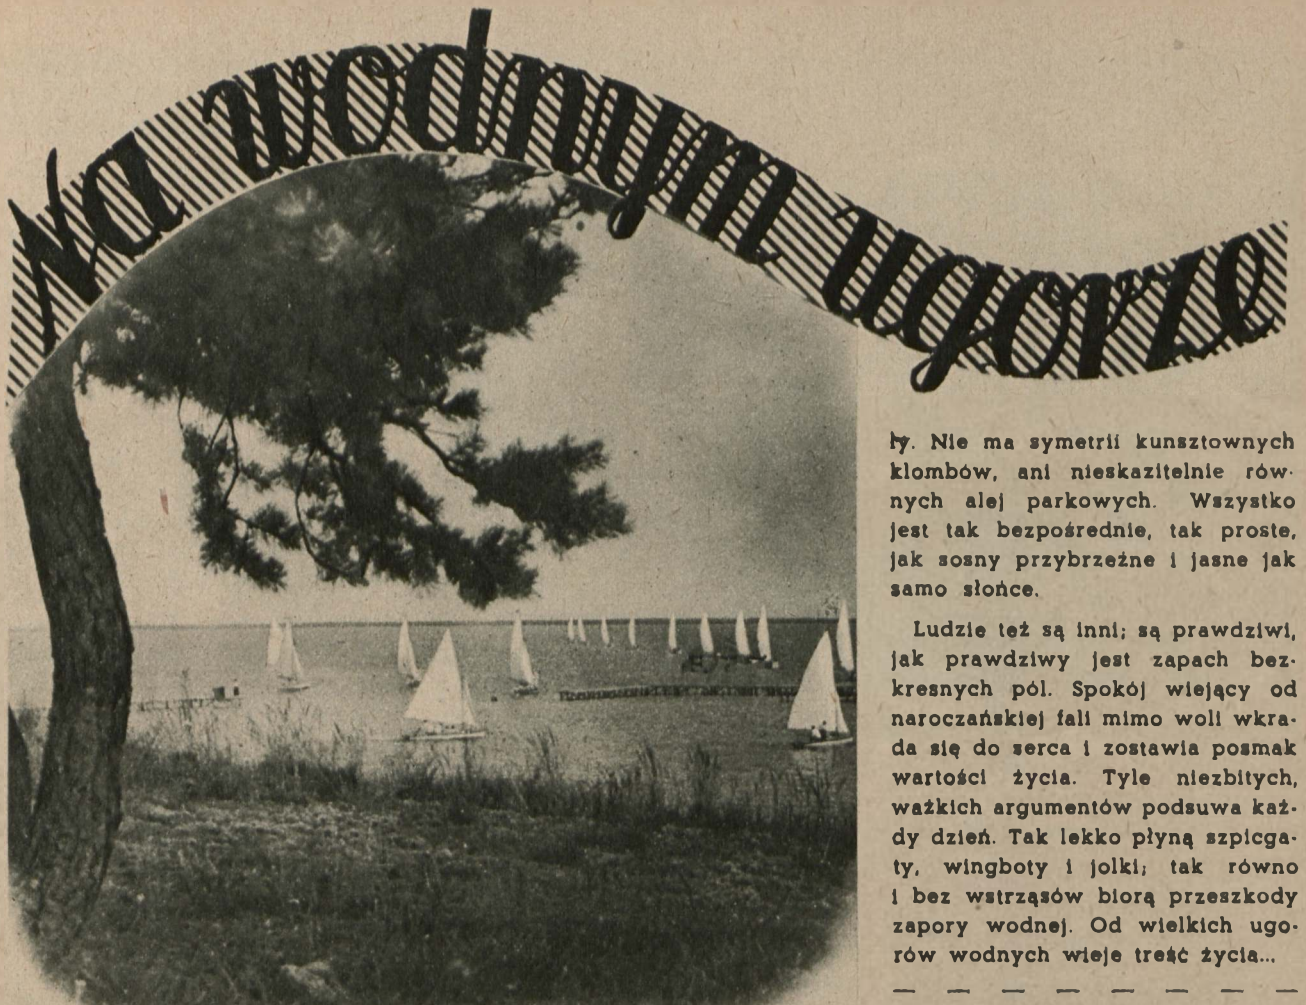 Na wodnym ugorze
ły. Nie ma symetrii kunsztownych
klombów, ani nieskazitelnie rów-
nych alej parkowych. Wszystko
jest tak bezpośrednie, tak proste,
jak sosny przybrzeżne i jasne jak
samo słońce.
Ludzie też są inni; są prawdziwi,
jak prawdziwy jest zapach bez-
kresnych pól. Spokój wiejący od
naroczańskiej fali mimo woli wkra-
da się do serca i zostawia posmak
wartości życia. Tyle niezbitych,
ważkich argumentów podsuwa każ-
dy dzień. Tak lekko płyną szpicga-
ty, wingboty i jolki; tak równo
i bez wstrząsów biorą przeszkody
zapory wodnej. Od wielkich ugo-
rów wodnych wieje treść życia...